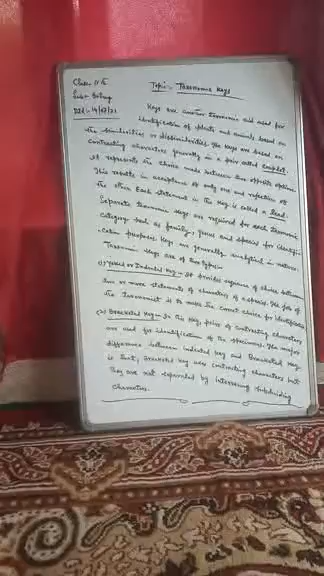 Class- 11th
Topic:- Taxonomic Keys
Sub- Botany
Dtd:- 14/07/21
Keys are another taxonomic aid used for
identification of plants and animals based on
the similarities or dissimilarities. The keys are based on
contrasting characters generally in a pair called Couplet.
It represents the choice made between two opposite options.
This results in acceptance of only one and rejection of
the other. Each statement in the key is called a lead.
Separate taxonomic keys are required for each taxonomic
category such as family, genus and species for identifi-
-cation purposes. Keys are generally analytical in nature.
Taxonomic Keys are of two types:-
(1) Yoked or Indented Key - It provides sequence of choice between
two or more statements of characters of a species. The job of
the Taxonomist is to make the correct choice for identification
(2) Bracketed Key - In this key, pairs of contrasting characters
are used for identification of the specimens. The major
difference between indented key and Bracketed Key
is that, Bracketed key uses contrasting characters but
they are not separated by intervening subdividing
characters.